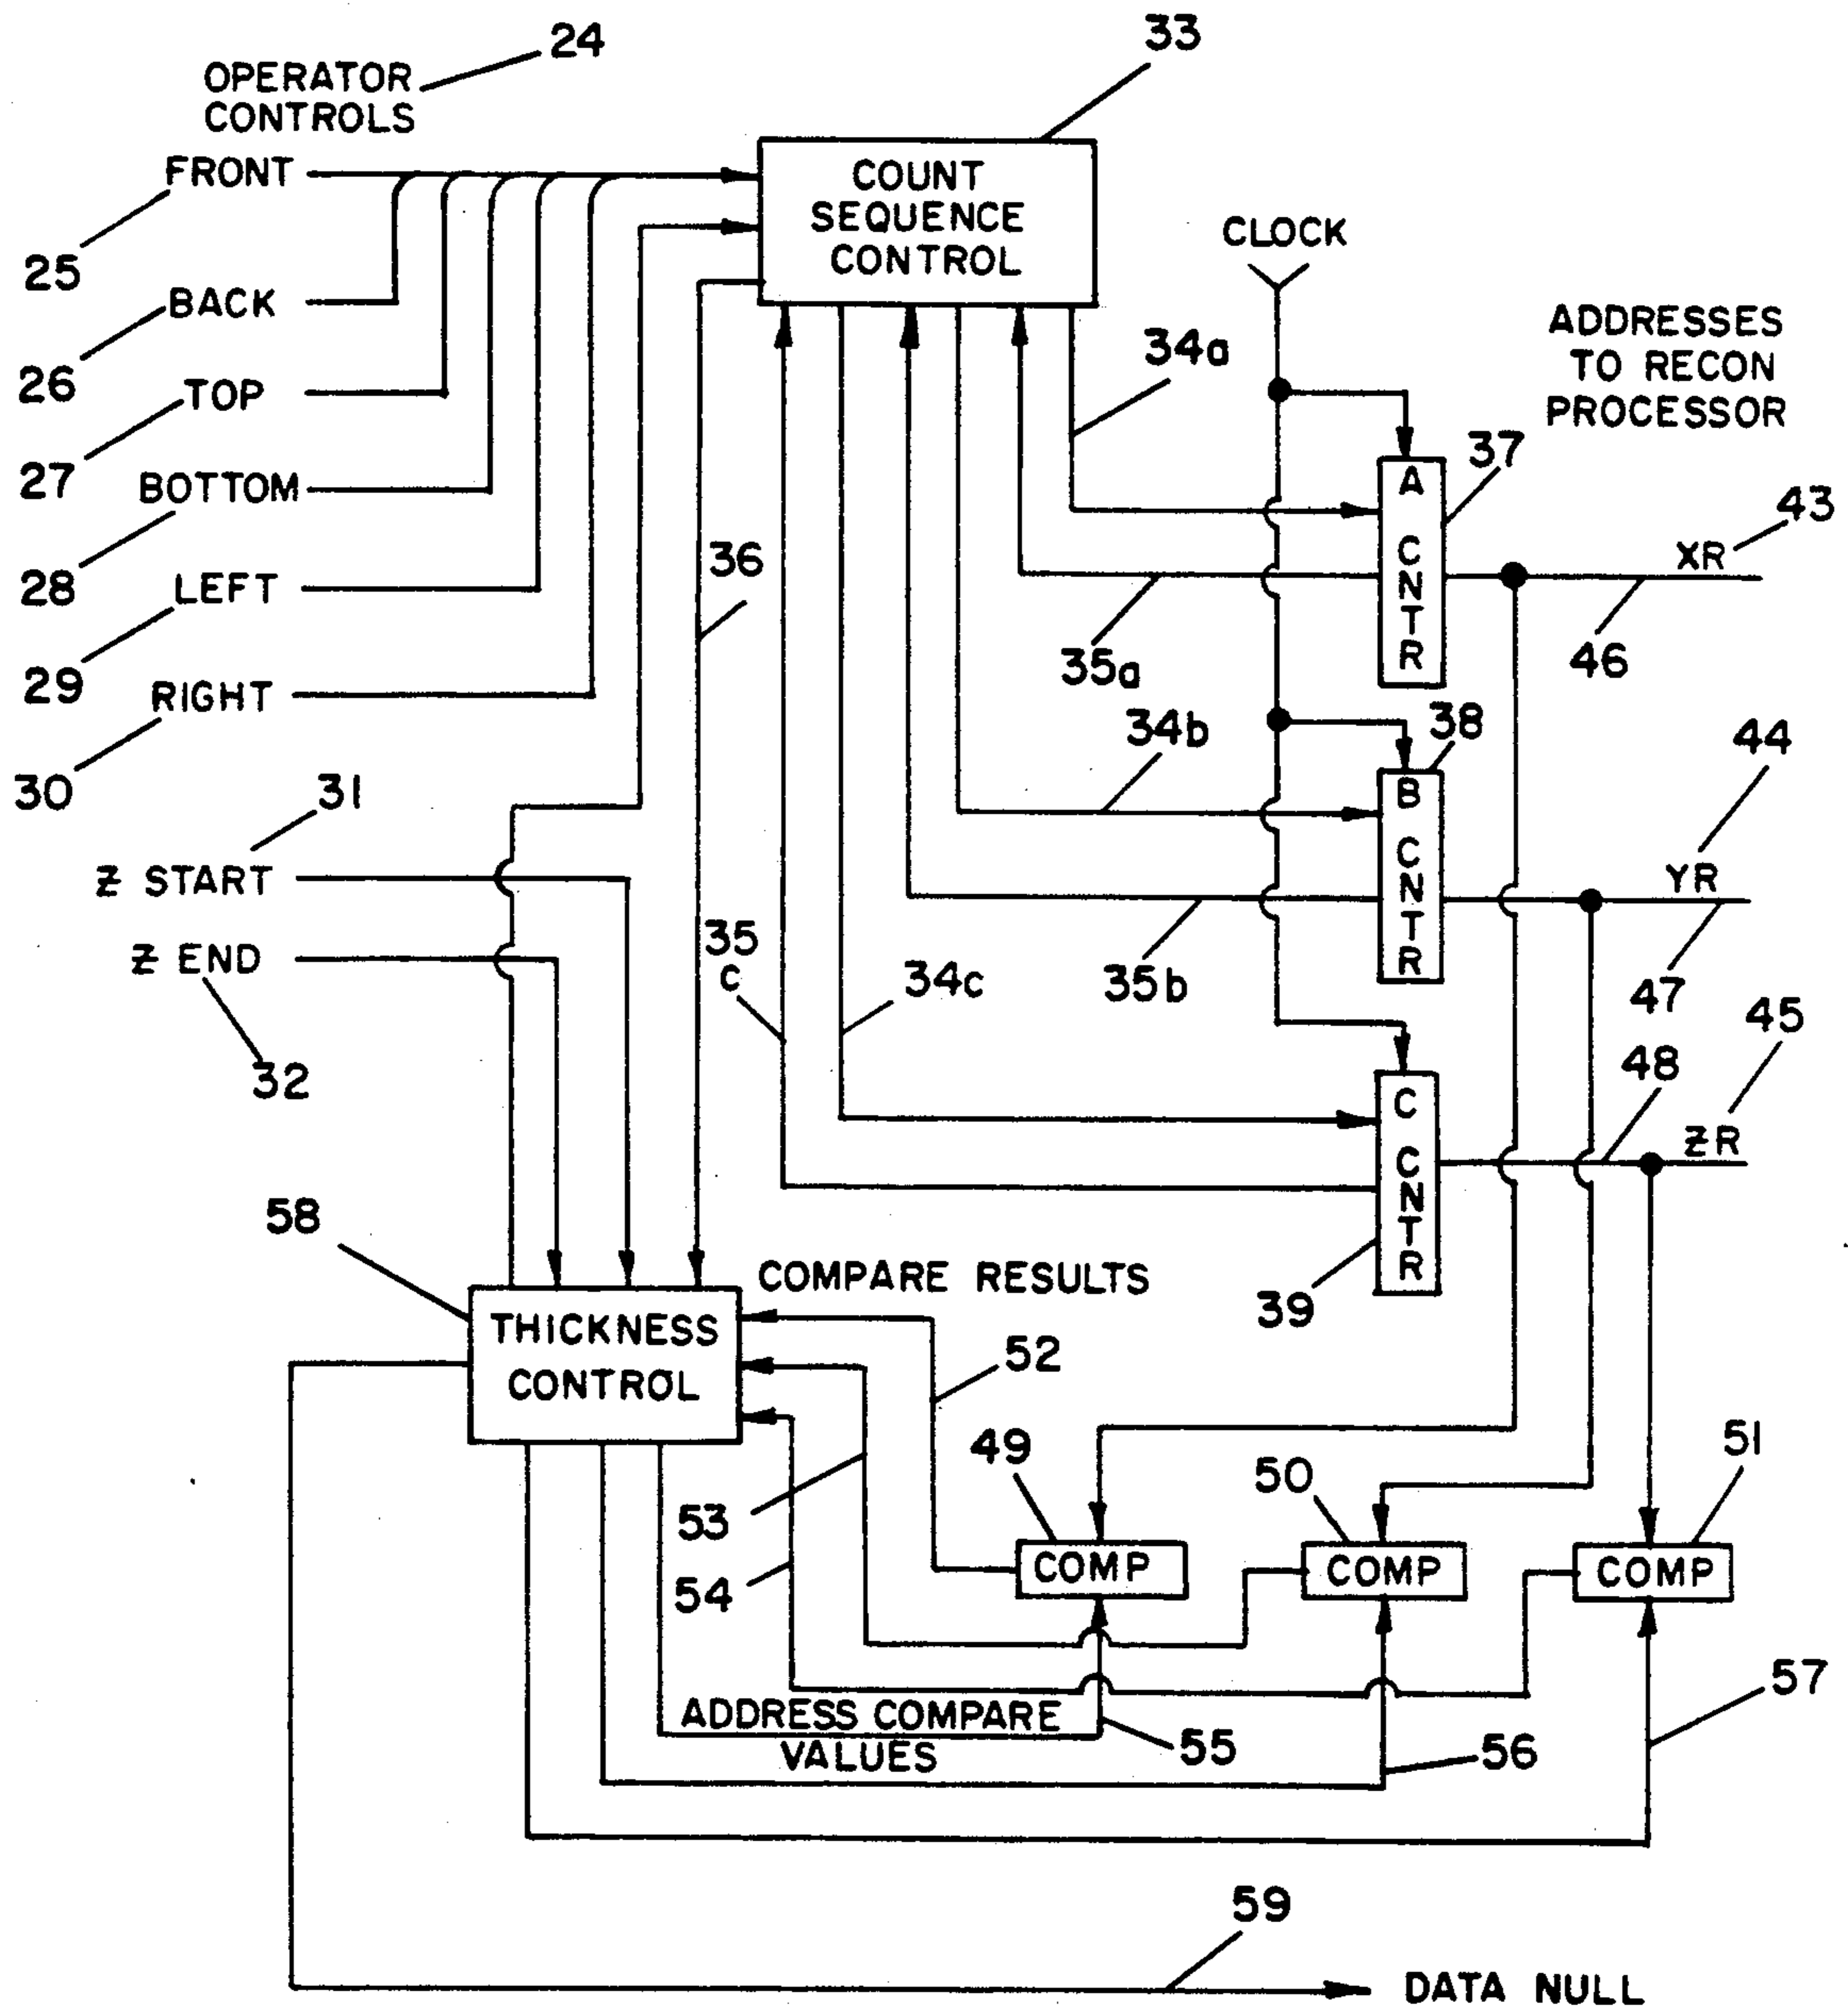 24
33
OPERATOR
CONTROLS
FRONT
25
COUNT
SEQUENCE
CONTROL
CLOCK
BACK
26
ADDRESSES
TO RECON
PROCESSOR
34a
TOP
27
37
A
CNTR
BOTTOM
28
43
XR
36
LEFT
29
35a
46
RIGHT
30
34b
38
44
B
CNTR
31
Z START
YR
35
c
34c
35b
47
Z END
32
45
48
C
CNTR
ZR
58
COMPARE RESULTS
39
THICKNESS
CONTROL
52
49
50
51
53
54
COMP
COMP
COMP
57
ADDRESS COMPARE
VALUES
55
56
59
DATA NULL